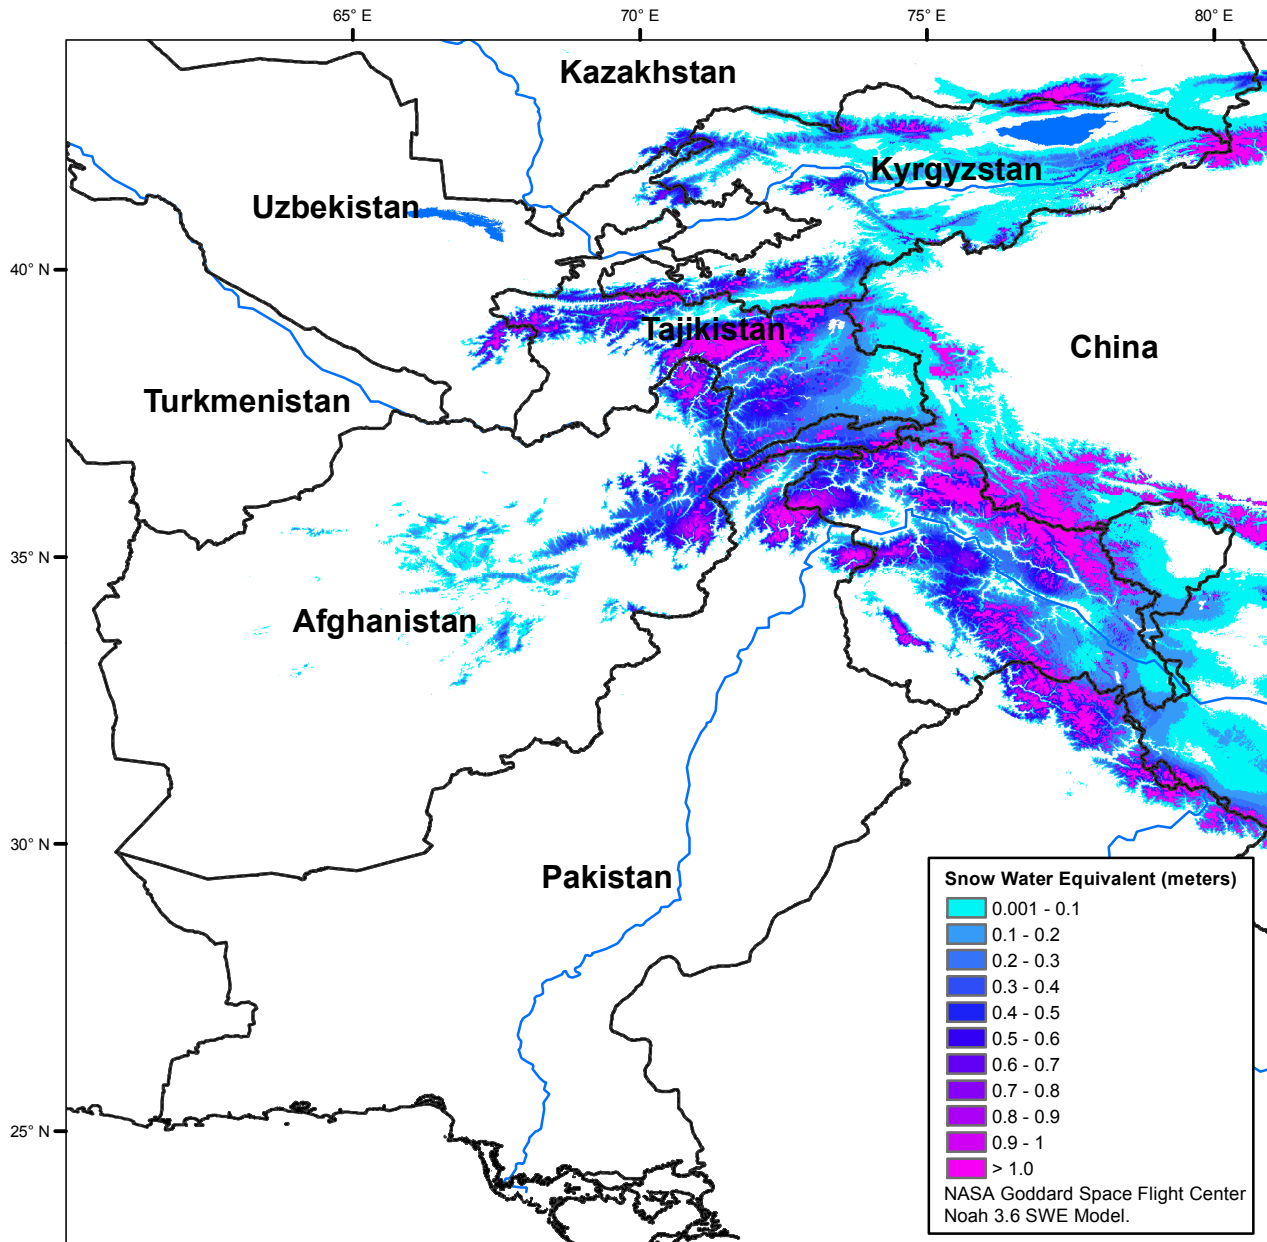 65° E
70° E
75° E
80° E
Kazakhstan
Kyrgyzstan
Uzbekistan
40° N
Tajikistan
China
Turkmenistan
35° N
Afghanistan
30° N
Pakistan
25° N
Snow Water Equivalent (meters)
0.001 - 0.1
0.1 - 0.2
0.2 - 0.3
0.3 - 0.4
0.4 - 0.5
0.5 - 0.6
0.6 - 0.7
0.7 - 0.8
0.8 - 0.9
0.9 - 1
> 1.0
NASA Goddard Space Flight Center
Noah 3.6 SWE Model.